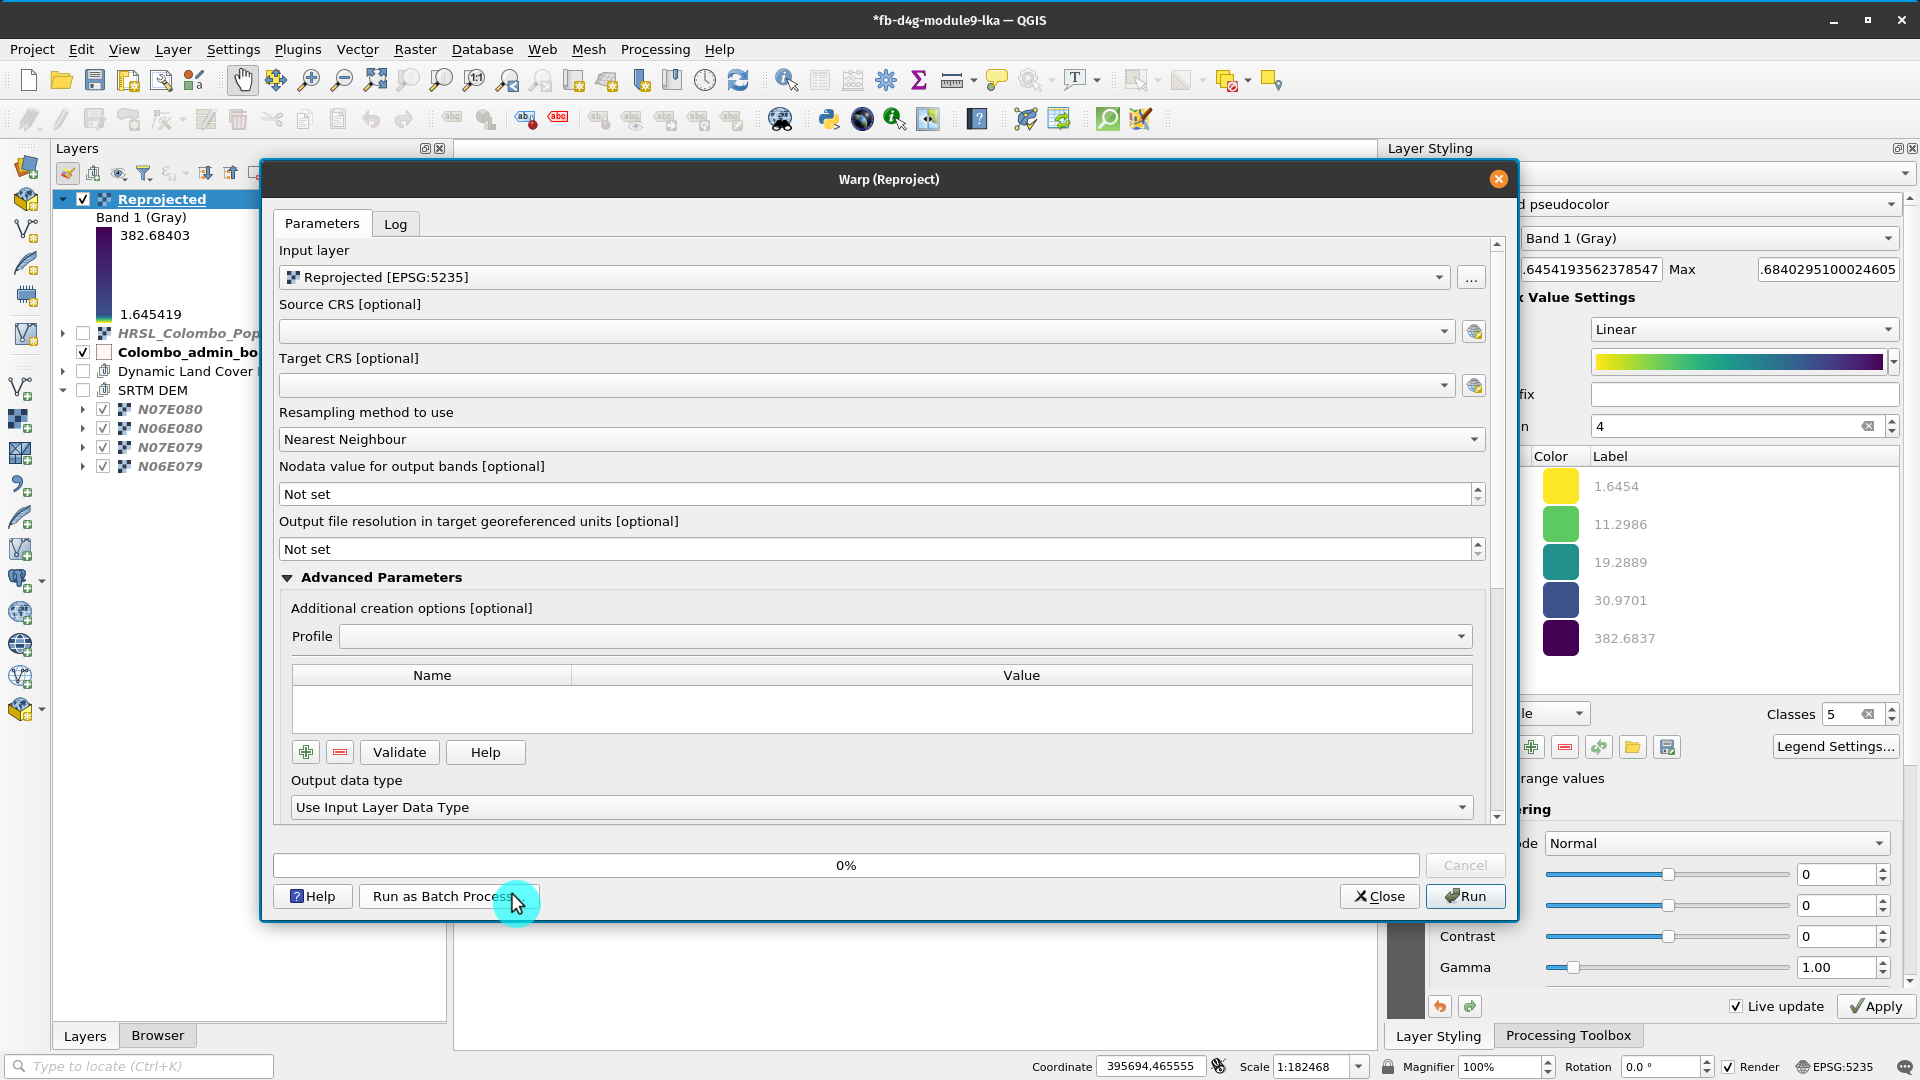 *fb-d4g-module9-lka — QGIS
Project Edit View Layer Settings Plugins Vector Raster Database Web Mesh Processing Help
Layers
Reprojected
Band 1 (Gray)
382.68403
1.645419
HRSL_Colombo_Pop
Colombo_admin_bo
Dynamic Land Cover
SRTM DEM
N07E080
N06E080
N07E079
N06E079
Layers Browser
Warp (Reproject)
Parameters Log
Input layer
Reprojected [EPSG:5235]
...
Source CRS [optional]
Target CRS [optional]
Resampling method to use
Nearest Neighbour
Nodata value for output bands [optional]
Not set
Output file resolution in target georeferenced units [optional]
Not set
Advanced Parameters
Additional creation options [optional]
Profile
Name Value
Validate Help
Output data type
Use Input Layer Data Type
0%
Cancel
Help Run as Batch Process Close Run
Layer Styling
d pseudocolor
Band 1 (Gray)
.6454193562378547 Max .6840295100024605
x Value Settings
Linear
fix
n 4
Color Label
1.6454
11.2986
19.2889
30.9701
382.6837
le Classes 5
Legend Settings...
range values
ering
ode Normal
0
0
Contrast 0
Gamma 1.00
Live update Apply
Layer Styling Processing Toolbox
Type to locate (Ctrl+K) Coordinate 395694,465555 Scale 1:182468 Magnifier 100% Rotation 0.0 ° Render EPSG:5235